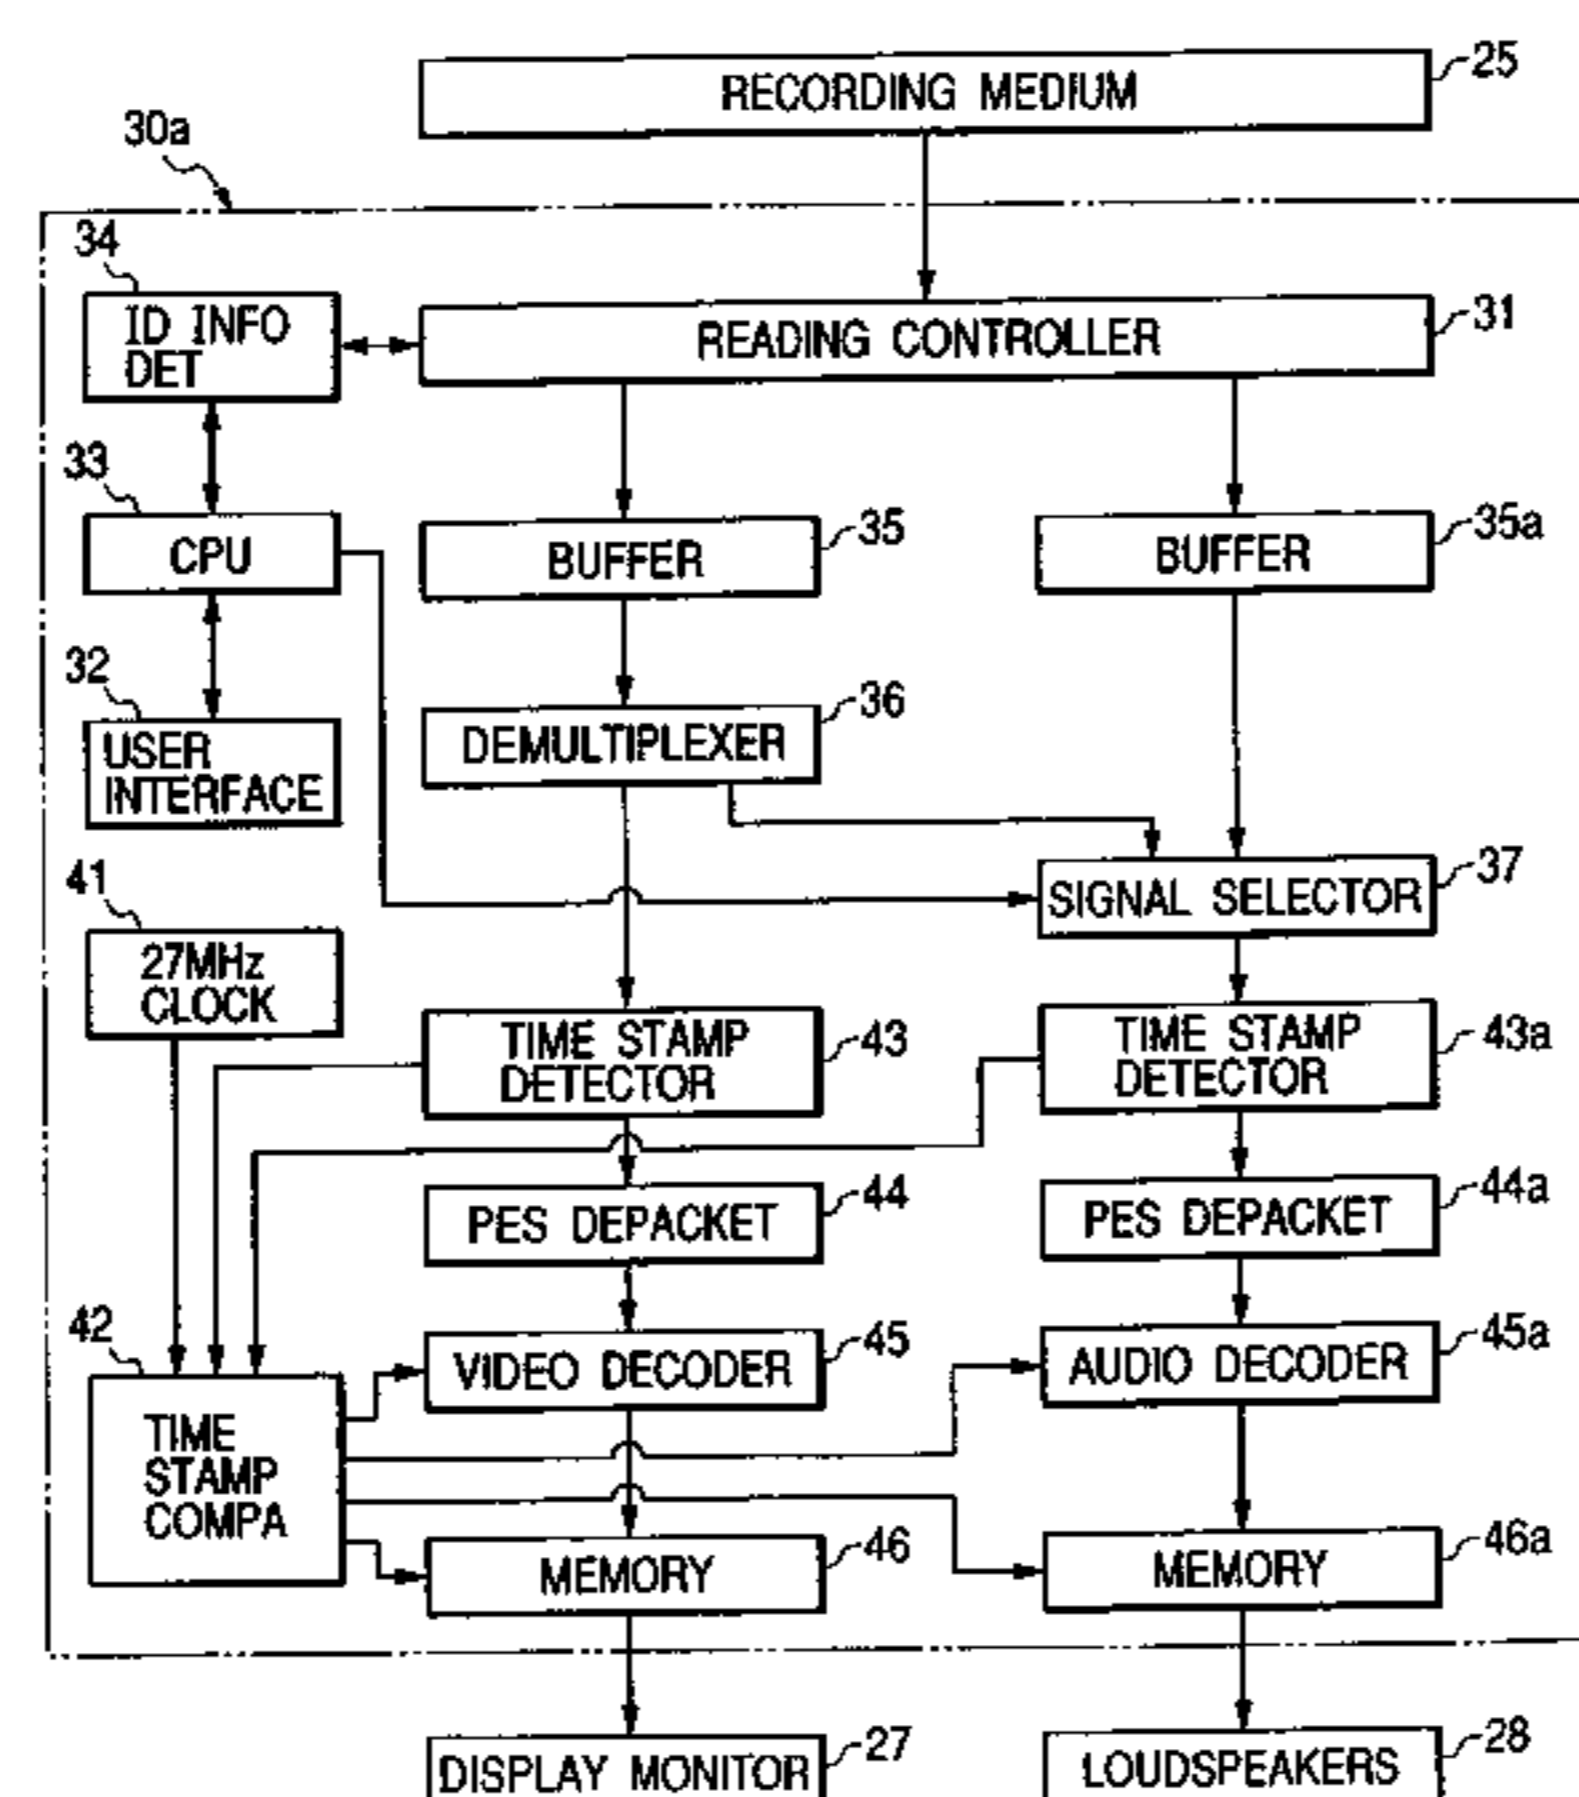 RECORDING MEDIUM
25
30a
34
ID INFO
DET
READING CONTROLLER
31
33
CPU
BUFFER
35
BUFFER
35a
32
USER
INTERFACE
DEMULTIPLEXER
36
SIGNAL SELECTOR
37
41
27MHz
CLOCK
TIME STAMP
DETECTOR
43
TIME STAMP
DETECTOR
43a
PES DEPACKET
44
PES DEPACKET
44a
42
TIME
STAMP
COMPA
VIDEO DECODER
45
AUDIO DECODER
45a
MEMORY
46
MEMORY
46a
DISPLAY MONITOR
27
LOUDSPEAKERS
28